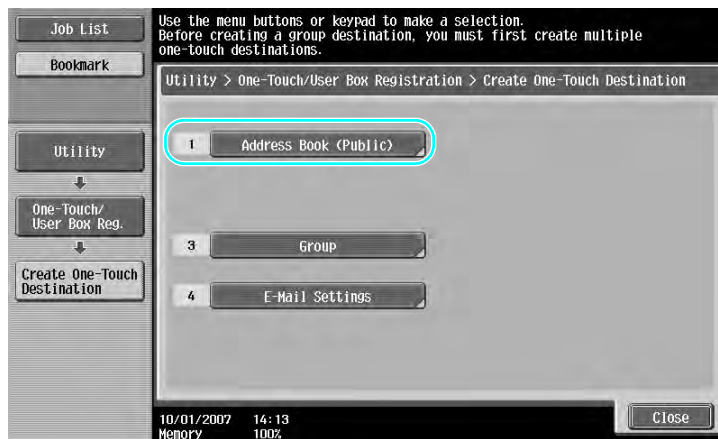 Job List
Bookmark
Use the menu buttons or keypad to make a selection.
Before creating a group destination, you must first create multiple
one-touch destinations.
Utility > One-Touch/User Box Registration > Create One-Touch Destination
Utility
One-Touch/
User Box Reg.
Create One-Touch
Destination
1 Address Book (Public)
3 Group
4 E-Mail Settings
10/01/2007 14:13
Memory 100%
Close